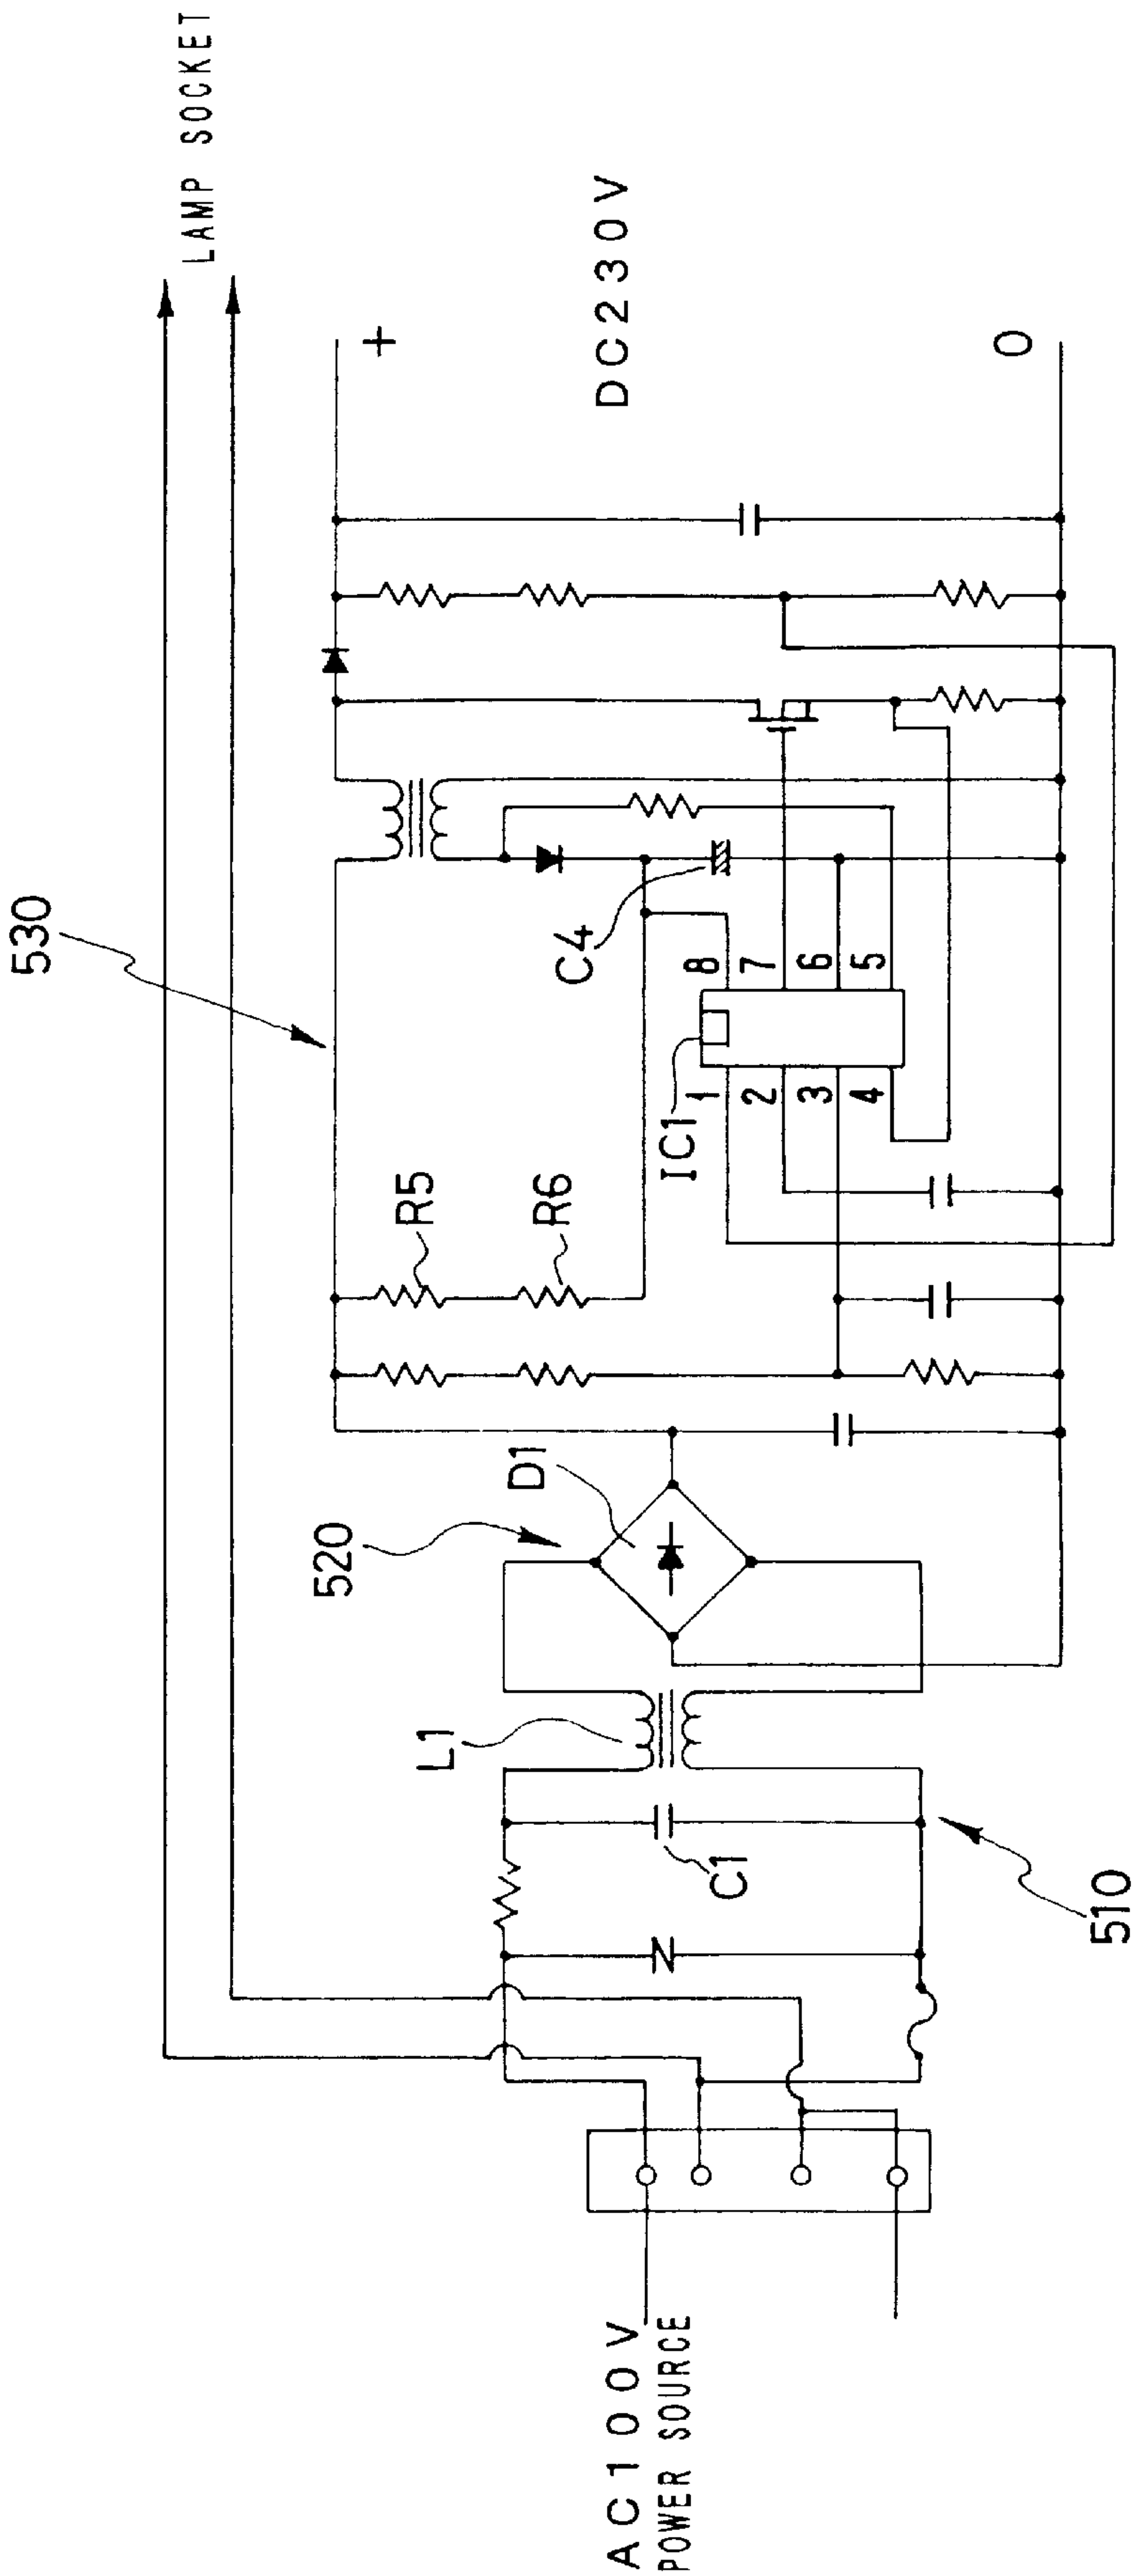 LAMP SOCKET
530
+
DC230V
0
R5
R6
C4
IC1
1
2
3
4
8
7
6
5
520
D1
L1
C1
510
AC100V
POWER SOURCE